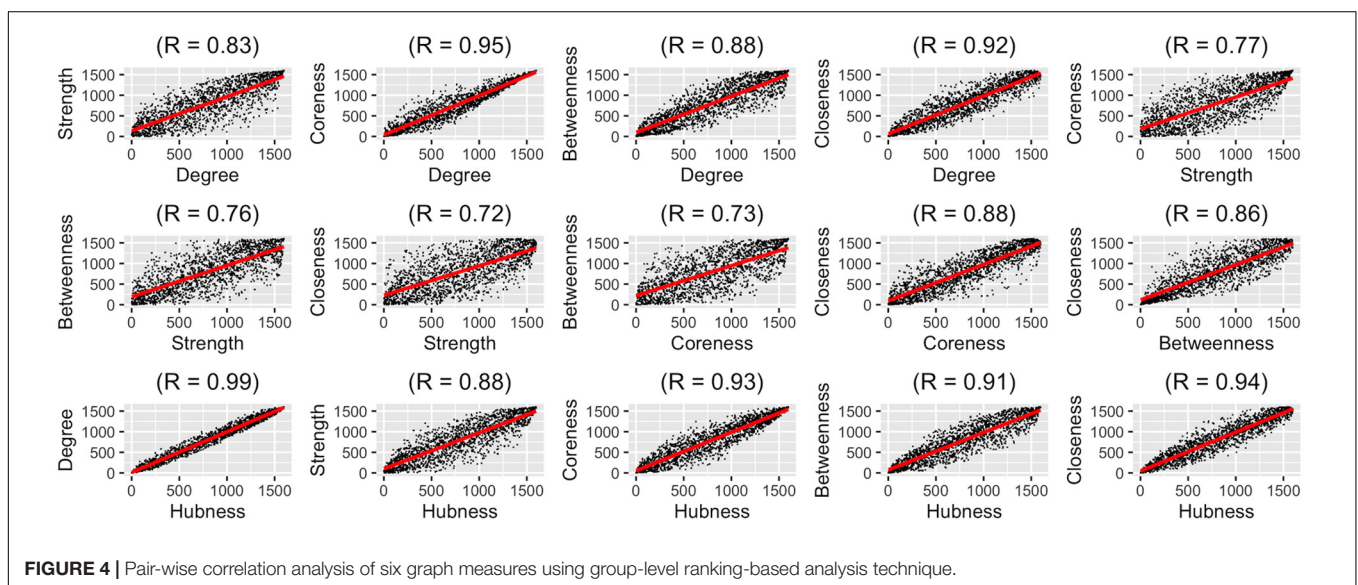 (R = 0.83) (R = 0.95) (R = 0.88) (R = 0.92) (R = 0.77)
Strength 1500 1000 500 0 Coreness 1500 1000 500 0 Betweenness 1500 1000 500 0 Closeness 1500 1000 500 0 Coreness 1500 1000 500 0
0 500 1000 1500 0 500 1000 1500 0 500 1000 1500 0 500 1000 1500 0 500 1000 1500
Degree Degree Degree Degree Strength
(R = 0.76) (R = 0.72) (R = 0.73) (R = 0.88) (R = 0.86)
Betweenness 1500 1000 500 0 Closeness 1500 1000 500 0 Betweenness 1500 1000 500 0 Closeness 1500 1000 500 0 Closeness 1500 1000 500 0
0 500 1000 1500 0 500 1000 1500 0 500 1000 1500 0 500 1000 1500 0 500 1000 1500
Strength Strength Coreness Coreness Betweenness
(R = 0.99) (R = 0.88) (R = 0.93) (R = 0.91) (R = 0.94)
Degree 1500 1000 500 0 Strength 1500 1000 500 0 Coreness 1500 1000 500 0 Betweenness 1500 1000 500 0 Closeness 1500 1000 500 0
0 500 1000 1500 0 500 1000 1500 0 500 1000 1500 0 500 1000 1500 0 500 1000 1500
Hubness Hubness Hubness Hubness Hubness
FIGURE 4 | Pair-wise correlation analysis of six graph measures using group-level ranking-based analysis technique.